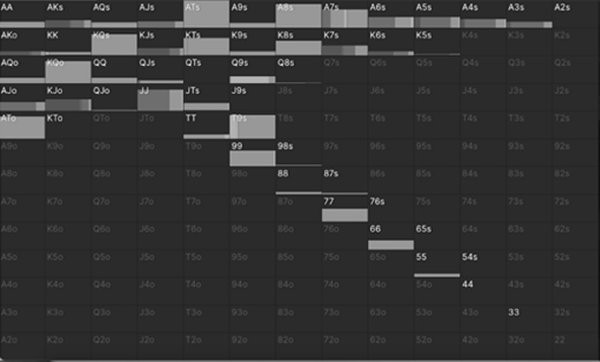 AA AKs AQs AJs ATs A9s A8s A7s A6s A5s A4s A3s A2s
AKo KK KQs KJs KTs K9s K8s K7s K6s K5s K4s K3s K2s
AQo KQo QQ QJs QTs Q9s Q8s Q7s Q6s Q5s Q4s Q3s Q2s
AJo KJo QJo JJ JTs J9s J8s J7s J6s J5s J4s J3s J2s
ATo KTo QTo JTo TT T9s T8s T7s T6s T5s T4s T3s T2s
A9o K9o Q9o J9o T9o 99 98s 97s 96s 95s 94s 93s 92s
A8o K8o Q8o J8o T8o 98o 88 87s 86s 85s 84s 83s 82s
A7o K7o Q7o J7o T7o 97o 87o 77 76s 75s 74s 73s 72s
A6o K6o Q6o J6o T6o 96o 86o 76o 66 65s 64s 63s 62s
A5o K5o Q5o J5o T5o 95o 85o 75o 65o 55 54s 53s 52s
A4o K4o Q4o J4o T4o 94o 84o 74o 64o 54o 44 43s 42s
A3o K3o Q3o J3o T3o 93o 83o 73o 63o 53o 43o 33 32s
A2o K2o Q2o J2o T2o 92o 82o 72o 62o 52o 42o 32o 22